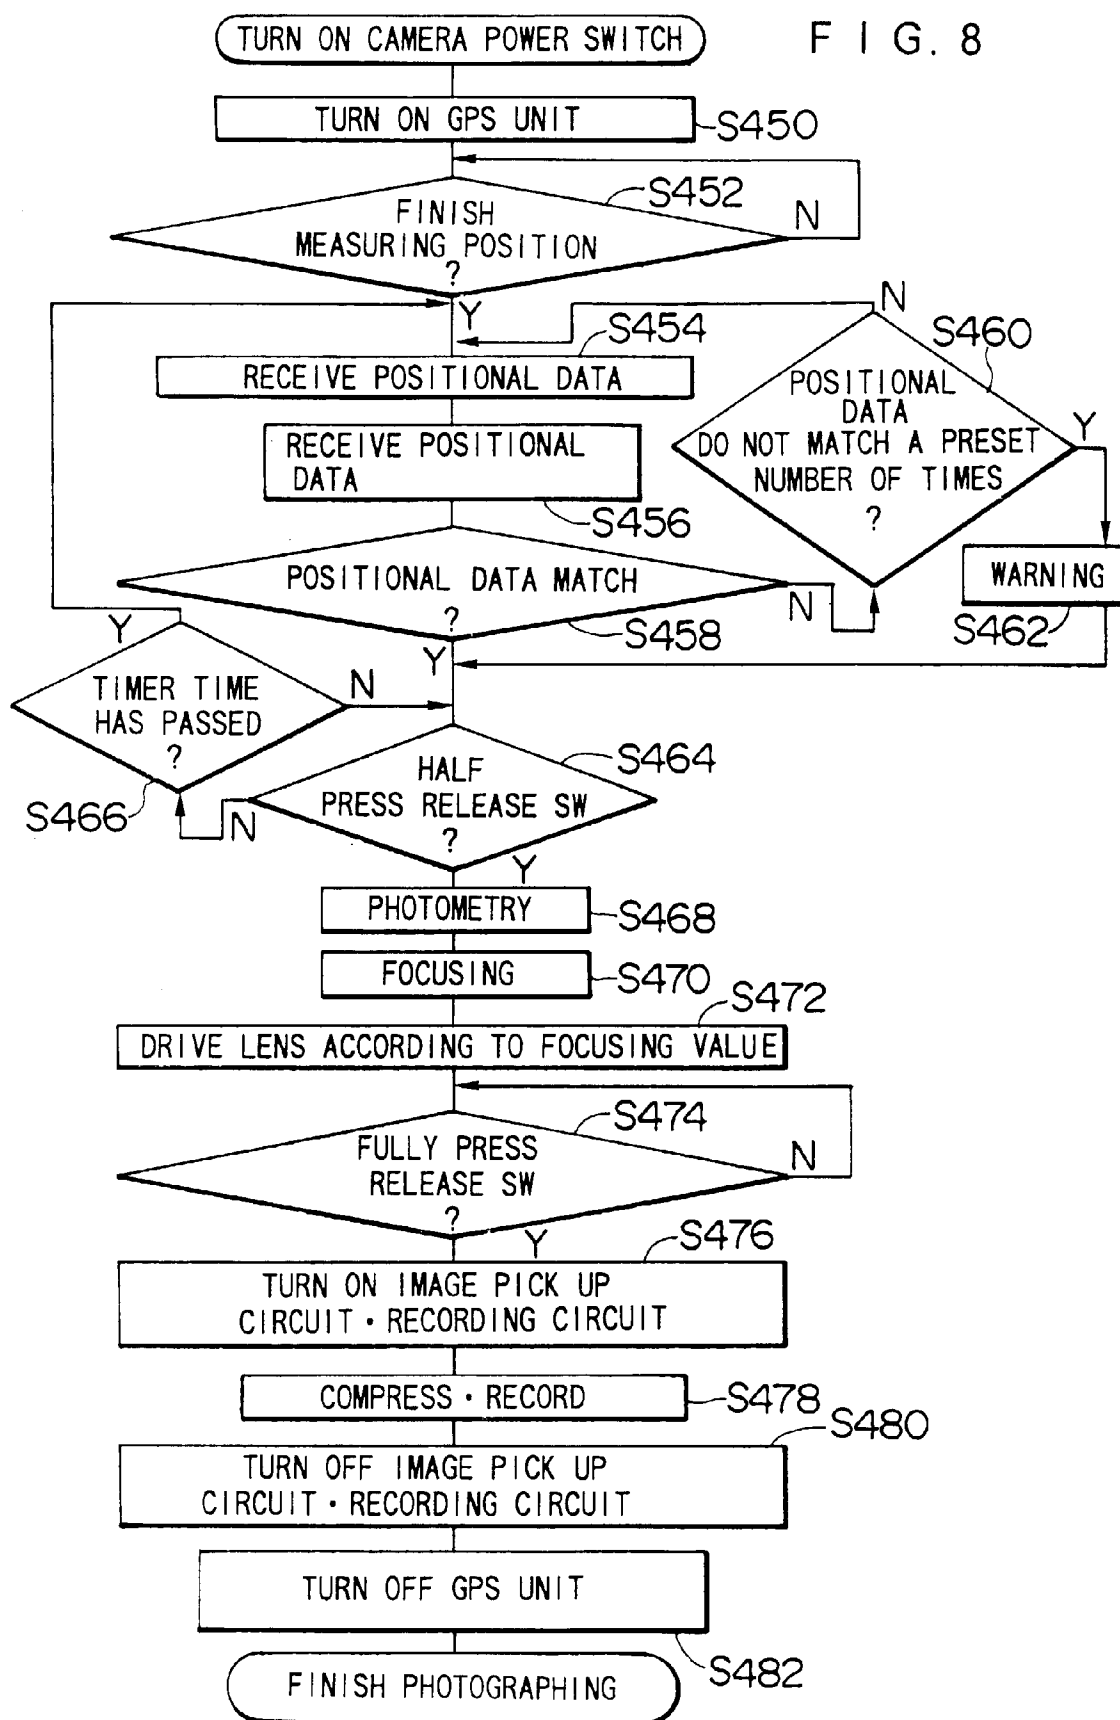 TURN ON CAMERA POWER SWITCH
FIG. 8
TURN ON GPS UNIT
S450
S452
FINISH
MEASURING POSITION
?
N
Y
N
S454
RECEIVE POSITIONAL DATA
S460
POSITIONAL
DATA
DO NOT MATCH A PRESET
NUMBER OF TIMES
?
Y
RECEIVE POSITIONAL
DATA
S456
WARNING
S462
POSITIONAL DATA MATCH
?
N
S458
Y
Y
TIMER TIME
HAS PASSED
?
N
S466
S464
HALF
PRESS RELEASE SW
?
N
Y
PHOTOMETRY
S468
FOCUSING
S470
S472
DRIVE LENS ACCORDING TO FOCUSING VALUE
S474
FULLY PRESS
RELEASE SW
?
N
Y
S476
TURN ON IMAGE PICK UP
CIRCUIT・RECORDING CIRCUIT
COMPRESS・RECORD
S478
S480
TURN OFF IMAGE PICK UP
CIRCUIT・RECORDING CIRCUIT
TURN OFF GPS UNIT
S482
FINISH PHOTOGRAPHING